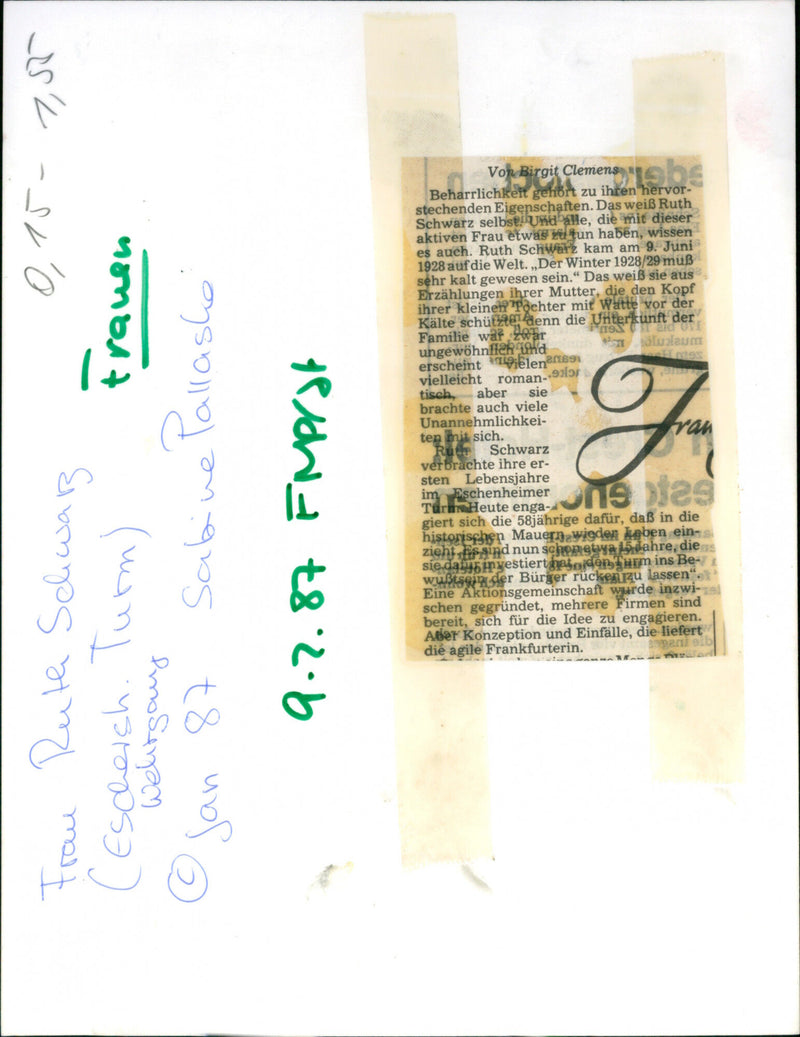 0,15 - 1,55
Frauen
Frau Ruth Schwarz
(Eschersh. Turm)
Wehrgang
© Jan 87 Sabine Pallaske
9.2.87 FMP/st
Von Birgit Clemens
Beharrlichkeit gehört zu ihren hervor-
stechenden Eigenschaften. Das weiß Ruth
Schwarz selbst. Und alle, die mit dieser
aktiven Frau etwas zu tun haben, wissen
es auch. Ruth Schwarz kam am 9. Juni
1928 auf die Welt. „Der Winter 1928/29 muß
sehr kalt gewesen sein.“ Das weiß sie aus
Erzählungen ihrer Mutter, die den Kopf
ihrer kleinen Tochter mit Watte vor der
Kälte schützte, denn die Unterkunft der
Familie war zwar
ungewöhnlich und
erscheint vielen
vielleicht roman-
tisch, aber sie
brachte auch viele
Unannehmlichkei-
ten mit sich.
Ruth Schwarz
verbrachte ihre er-
sten Lebensjahre
im Eschenheimer
Turm. Heute enga-
giert sich die 58jährige dafür, daß in die
historischen Mauern wieder Leben ein-
zieht. Es sind nun schon etwa 15 Jahre, die
sie dafür investiert hat, „den Turm ins Be-
wußtsein der Bürger rücken zu lassen“.
Eine Aktionsgemeinschaft wurde inzwi-
schen gegründet, mehrere Firmen sind
bereit, sich für die Idee zu engagieren.
Aber Konzeption und Einfälle, die liefert
die agile Frankfurterin.
Frau